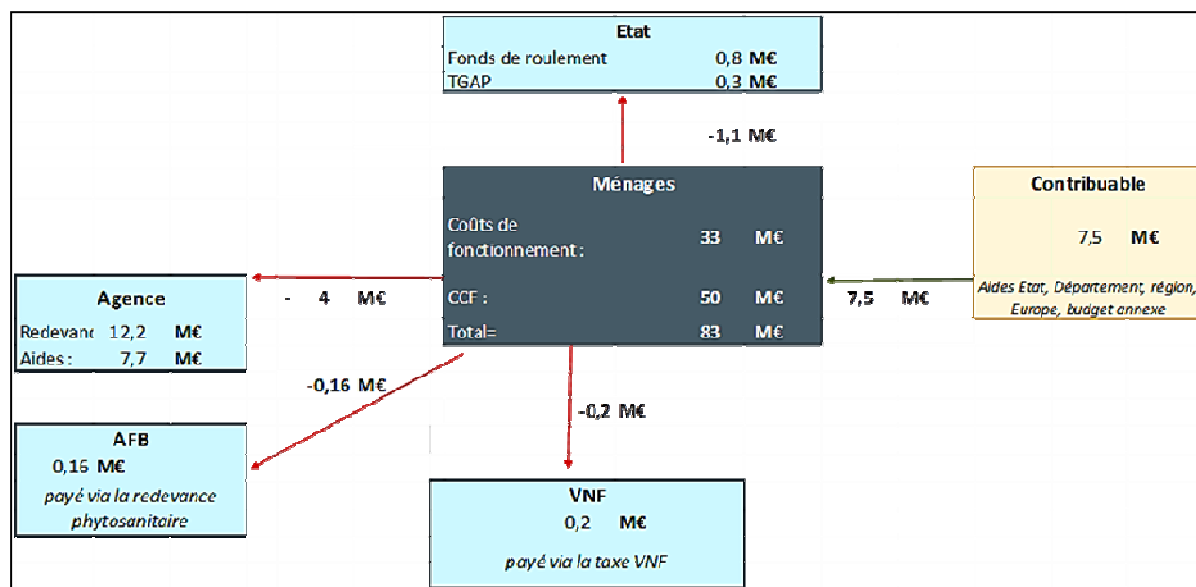 Etat
Fonds de roulement 0,8 M€
TGAP 0,3 M€
-1,1 M€
Ménages
Coûts de
fonctionnement : 33 M€
CCF : 50 M€
Total= 83 M€
Contribuable
7,5 M€
Aides Etat, Département, région,
Europe, budget annexe
7,5 M€
- 4 M€
Agence
Redevanc 12,2 M€
Aides : 7,7 M€
-0,16 M€
-0,2 M€
AFB
0,16 M€
payé via la redevance
phytosanitaire
VNF
0,2 M€
payé via la taxe VNF